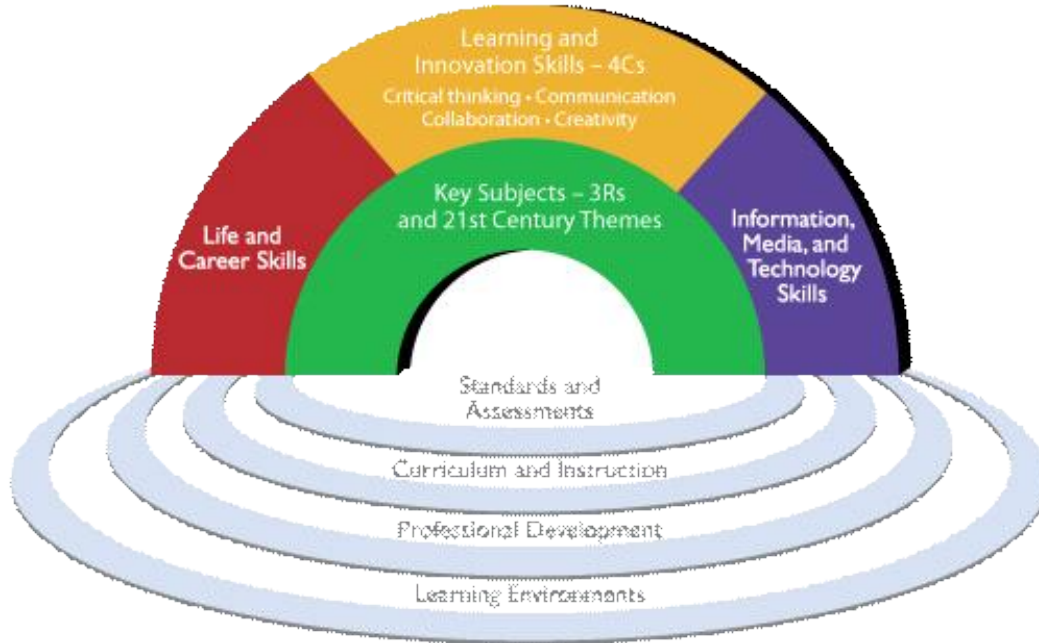 Learning and
Innovation Skills – 4Cs
Critical thinking • Communication
Collaboration • Creativity
Key Subjects – 3Rs
and 21st Century Themes
Life and
Career Skills
Information,
Media, and
Technology
Skills
Standards and
Assessments
Curriculum and Instruction
Professional Development
Learning Environments